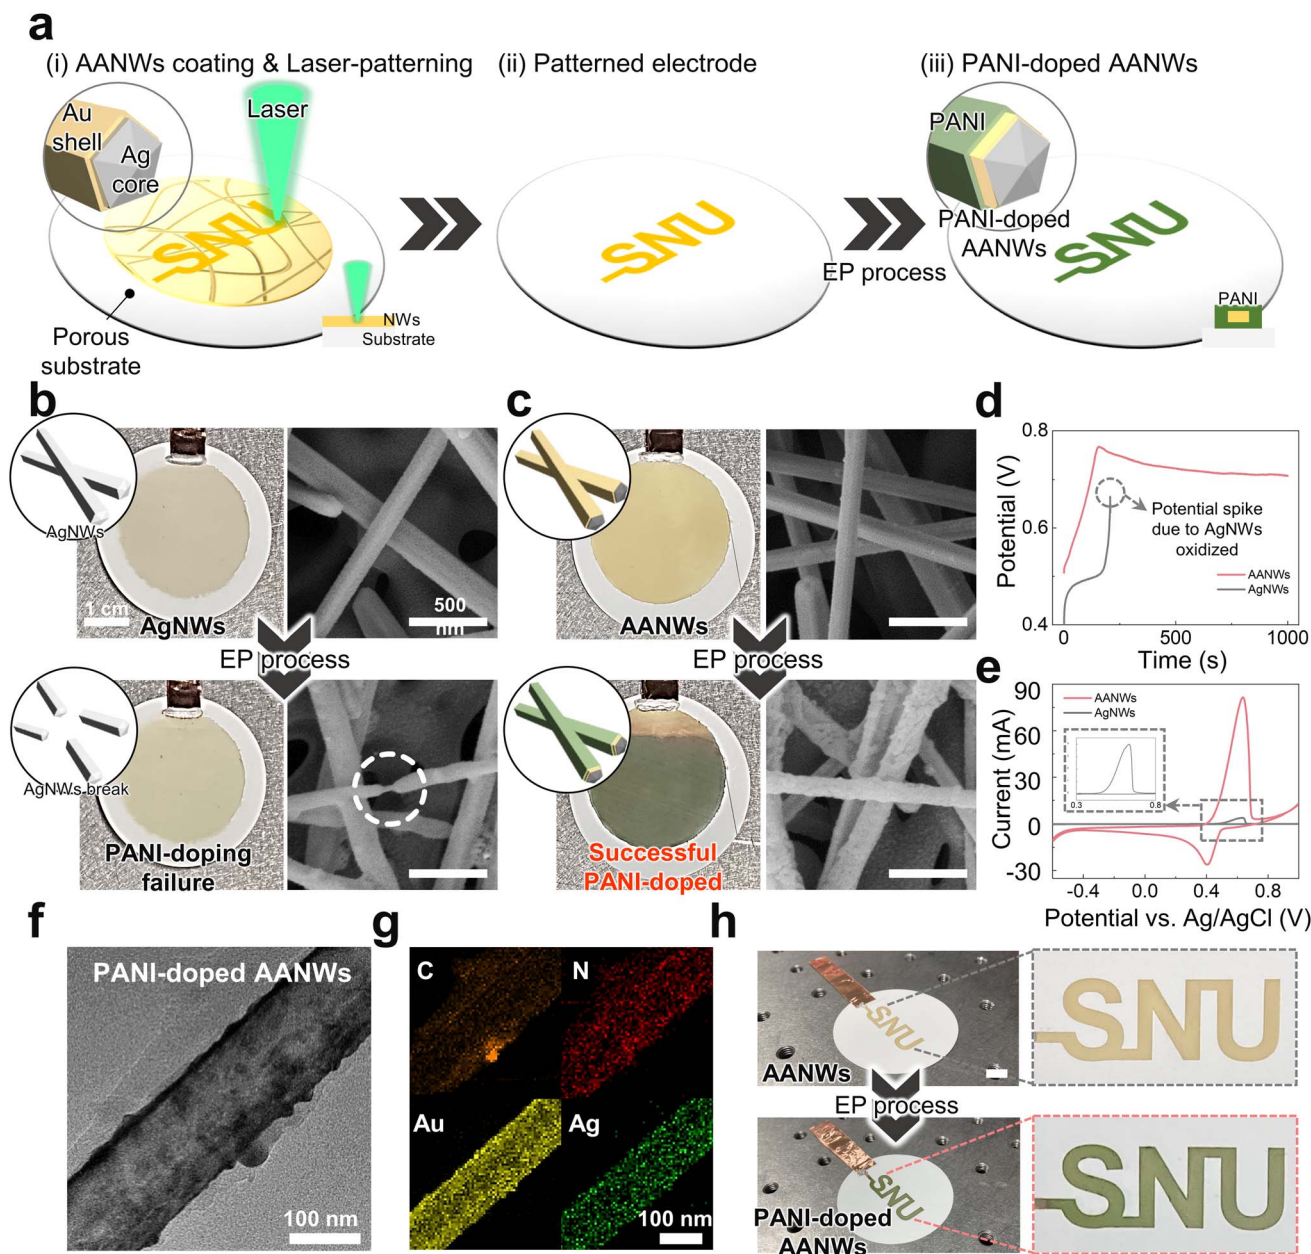 a
(i) AANWs coating & Laser-patterning
(ii) Patterned electrode
(iii) PANI-doped AANWs
Au
shell
Ag
core
Laser
SNU
Porous
substrate
NWs
Substrate
SNU
EP process
PANI
PANI-doped
AANWs
SNU
PANI
b
AgNWs
1 cm
AgNWs
500
nm
EP process
AgNWs break
PANI-doping
failure
c
AANWs
EP process
Successful
PANI-doped
d
Potential (V)
0.8
0.6
0.4
Potential spike
due to AgNWs
oxidized
AANWs
AgNWs
0
500
1000
Time (s)
e
Current (mA)
90
60
30
0
-30
AANWs
AgNWs
0.3
0.8
0.0
0.4
0.8
Potential vs. Ag/AgCl (V)
f
PANI-doped AANWs
100 nm
g
C
N
Au
Ag
100 nm
h
SNU
AANWs
SNU
EP process
SNU
PANI-doped
AANWs
SNU